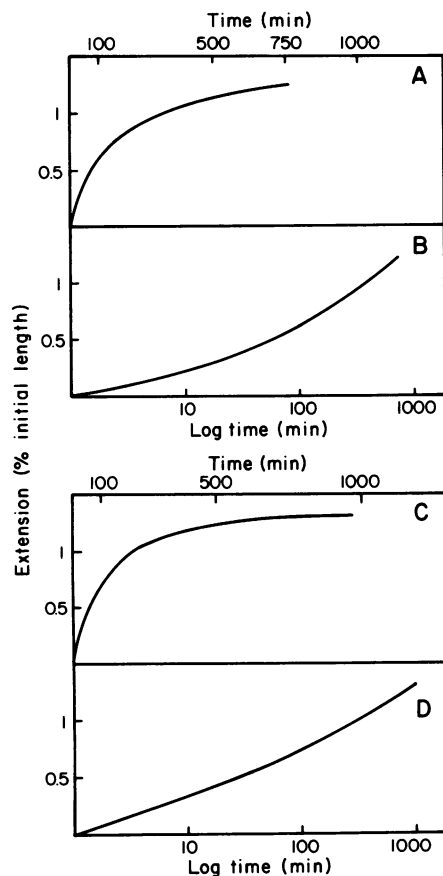 Time (min)
100 500 750 1000
A
1
0.5
B
1
0.5
10 100 1000
Log time (min)
Extension (% initial length)
Time (min)
100 500 1000
C
1
0.5
D
1
0.5
10 100 1000
Log time (min)